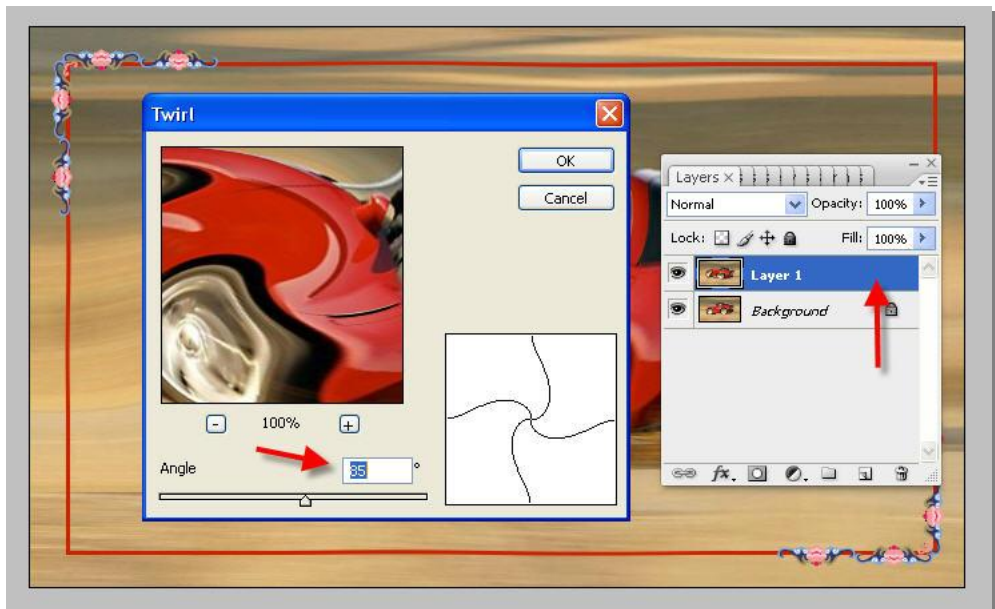 Twirl
OK
Cancel
100%
Angle
85 °
Layers ×
Normal
Opacity: 100%
Lock:
Fill: 100%
Layer 1
Background
fx.